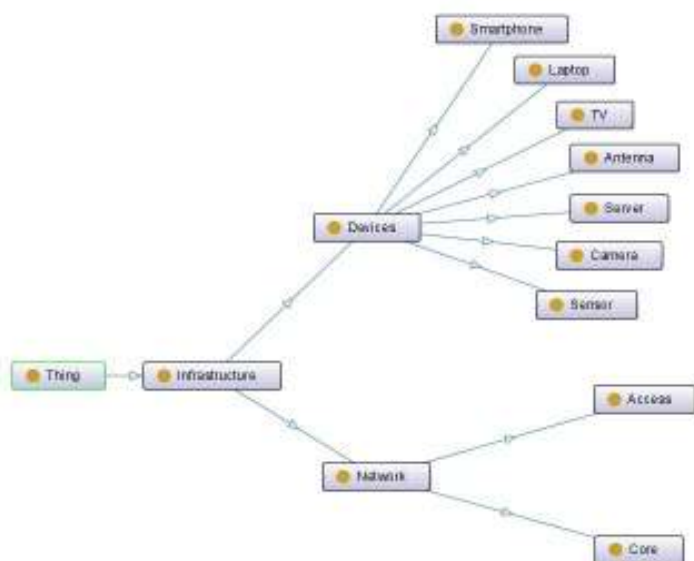 Smartphone
Laptop
TV
Antenna
Server
Devices
Camera
Sensor
Thing
Infrastructure
Access
Network
Core